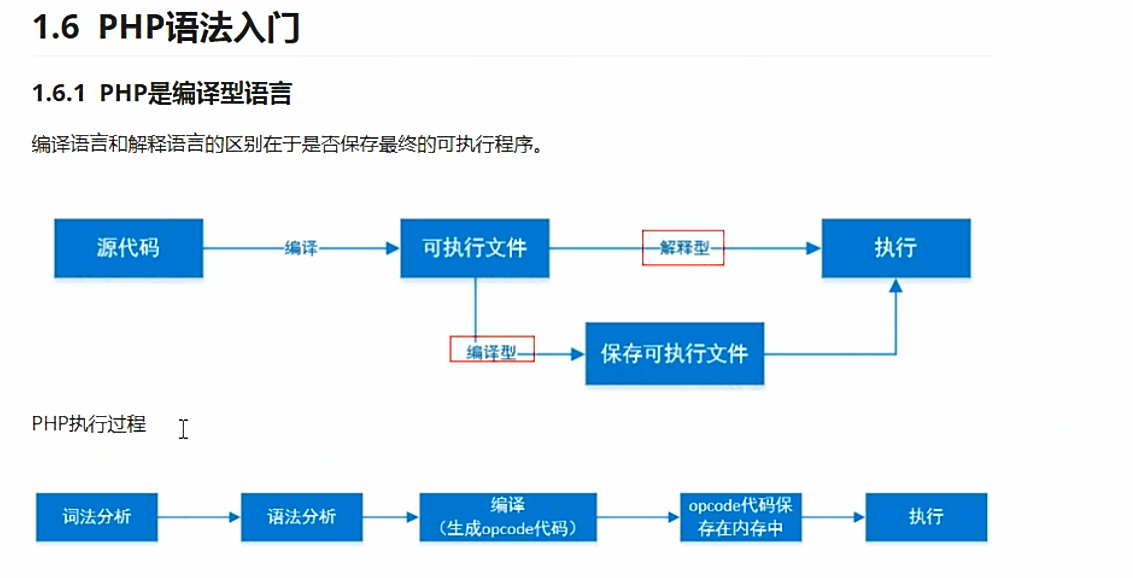 1.6 PHP语法入门
1.6.1 PHP是编译型语言
编译语言和解释语言的区别在于是否保存最终的可执行程序。
源代码
编译
可执行文件
解释型
执行
编译型
保存可执行文件
PHP执行过程
词法分析
语法分析
编译
（生成opcode代码）
opcode代码保
存在内存中
执行